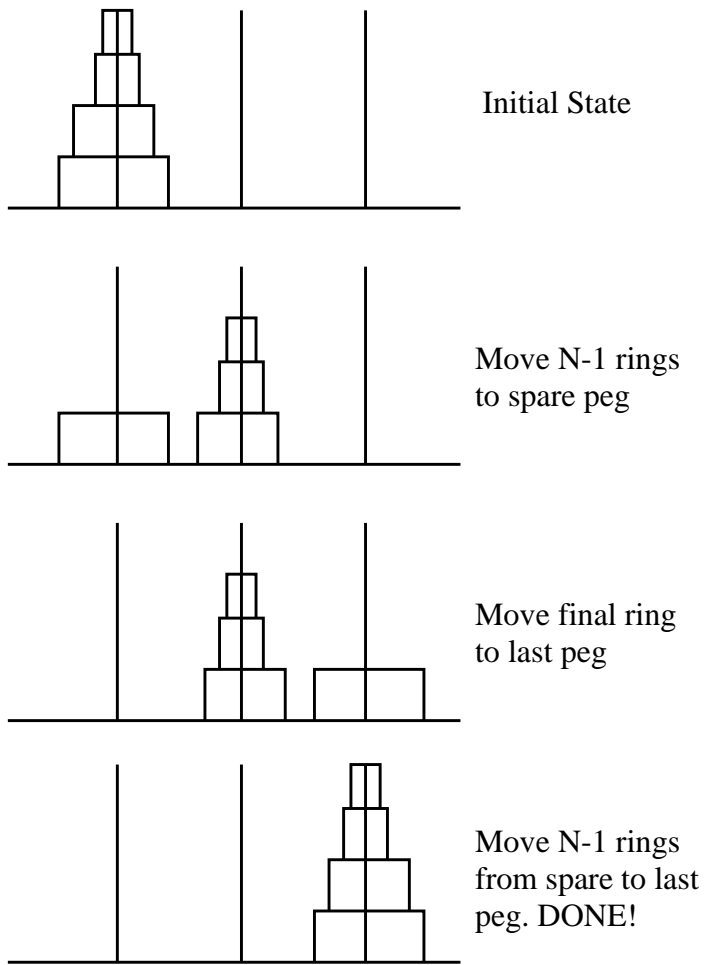 Initial State
Move N-1 rings
to spare peg
Move final ring
to last peg
Move N-1 rings
from spare to last
peg. DONE!